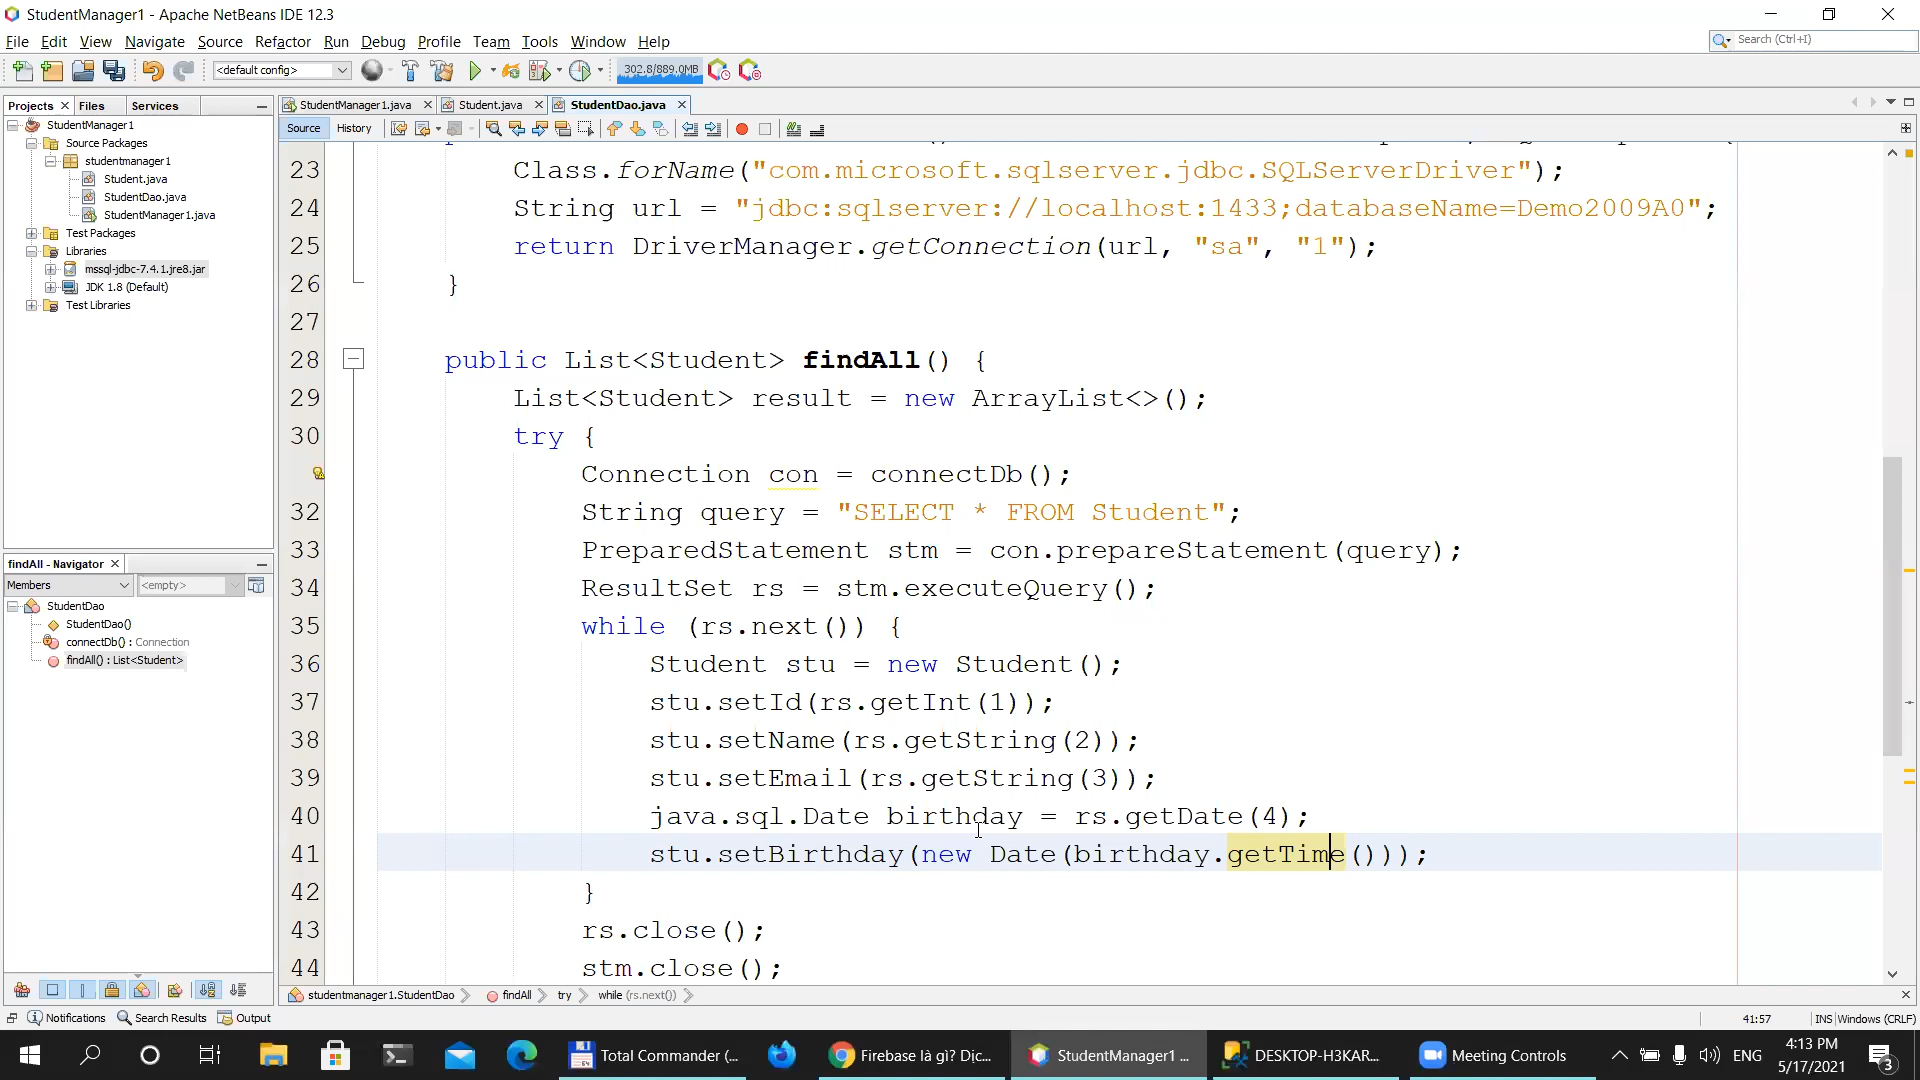 StudentManager1 - Apache NetBeans IDE 12.3
File Edit View Navigate Source Refactor Run Debug Profile Team Tools Window Help
Search (Ctrl+I)
<default config>
302.8/889.0MB
Projects Files Services
StudentManager1
Source Packages
studentmanager1
Student.java
StudentDao.java
StudentManager1.java
Test Packages
Libraries
mssql-jdbc-7.4.1.jre8.jar
JDK 1.8 (Default)
Test Libraries
findAll - Navigator
Members
<empty>
StudentDao
StudentDao()
connectDb() : Connection
findAll() : List<Student>
StudentManager1.java Student.java StudentDao.java
Source History
23 Class.forName("com.microsoft.sqlserver.jdbc.SQLServerDriver");
24 String url = "jdbc:sqlserver://localhost:1433;databaseName=Demo2009A0";
25 return DriverManager.getConnection(url, "sa", "1");
26 }
27
28 public List<Student> findAll() {
29 List<Student> result = new ArrayList<>();
30 try {
Connection con = connectDb();
32 String query = "SELECT * FROM Student";
33 PreparedStatement stm = con.prepareStatement(query);
34 ResultSet rs = stm.executeQuery();
35 while (rs.next()) {
36 Student stu = new Student();
37 stu.setId(rs.getInt(1));
38 stu.setName(rs.getString(2));
39 stu.setEmail(rs.getString(3));
40 java.sql.Date birthday = rs.getDate(4);
41 stu.setBirthday(new Date(birthday.getTime()));
42 }
43 rs.close();
44 stm.close();
studentmanager1.StudentDao findAll try while (rs.next())
Notifications Search Results Output
41:57 INS Windows (CRLF)
Total Commander (...
Firebase là gì? Dịc...
StudentManager1 ...
DESKTOP-H3KAR...
Meeting Controls
ENG
4:13 PM
5/17/2021
3